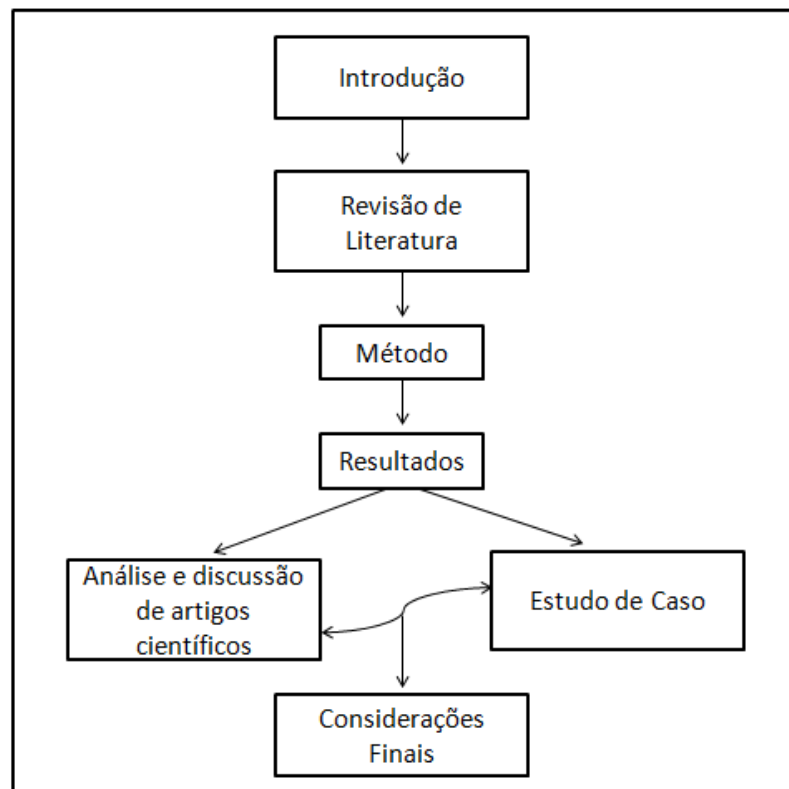 Introdução
Revisão de
Literatura
Método
Resultados
Análise e discussão
de artigos
científicos
Estudo de Caso
Considerações
Finais